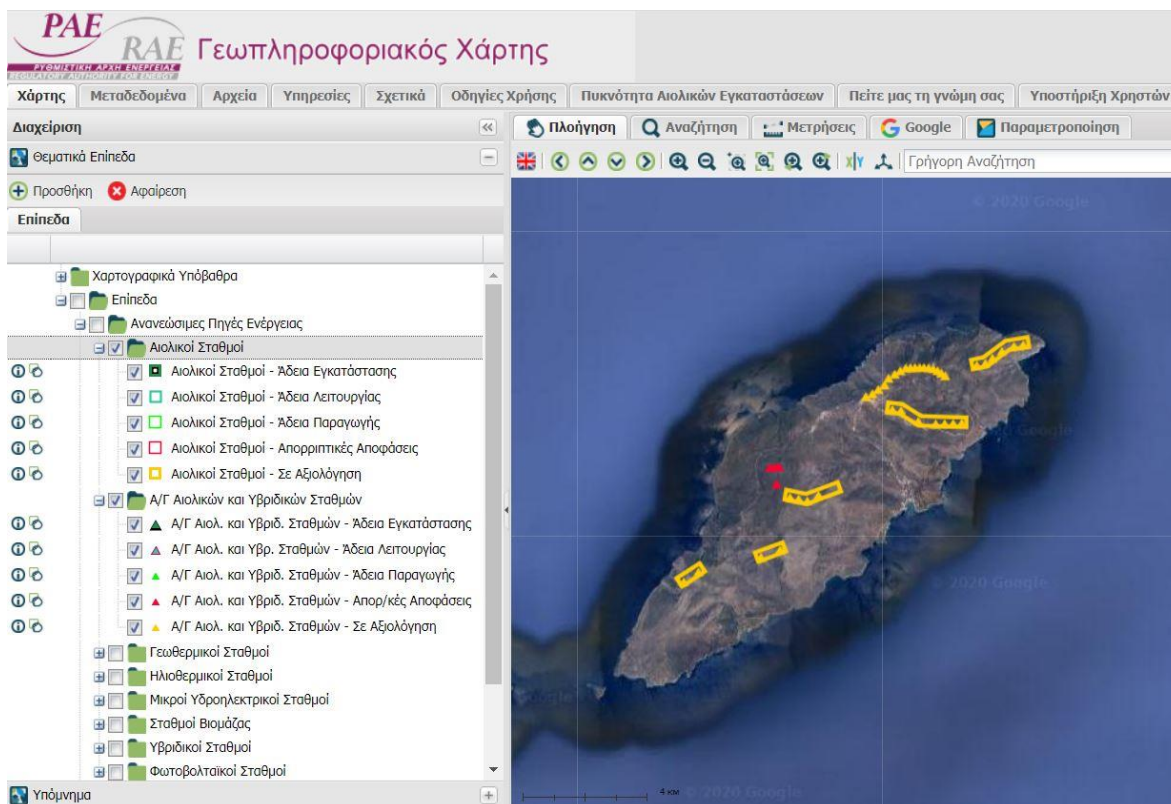 ΡΑΕ
RAE
ΡΥΘΜΙΣΤΙΚΗ ΑΡΧΗ ΕΝΕΡΓΕΙΑΣ
REGULATORY AUTHORITY FOR ENERGY
Γεωπληροφοριακός Χάρτης
Χάρτης Μεταδεδομένα Αρχεία Υπηρεσίες Σχετικά Οδηγίες Χρήσης Πυκνότητα Αιολικών Εγκαταστάσεων Πείτε μας τη γνώμη σας Υποστήριξη Χρηστών
Διαχείριση
Πλοήγηση Αναζήτηση Μετρήσεις Google Παραμετροποίηση
Θεματικά Επίπεδα
X|Y Γρήγορη Αναζήτηση
Προσθήκη Αφαίρεση
Επίπεδα
Χαρτογραφικά Υπόβαθρα
Επίπεδα
Ανανεώσιμες Πηγές Ενέργειας
Αιολικοί Σταθμοί
Αιολικοί Σταθμοί - Άδεια Εγκατάστασης
Αιολικοί Σταθμοί - Άδεια Λειτουργίας
Αιολικοί Σταθμοί - Άδεια Παραγωγής
Αιολικοί Σταθμοί - Απορριπτικές Αποφάσεις
Αιολικοί Σταθμοί - Σε Αξιολόγηση
Α/Γ Αιολικών και Υβριδικών Σταθμών
Α/Γ Αιολ. και Υβριδ. Σταθμών - Άδεια Εγκατάστασης
Α/Γ Αιολ. και Υβρ. Σταθμών - Άδεια Λειτουργίας
Α/Γ Αιολ. και Υβριδ. Σταθμών - Άδεια Παραγωγής
Α/Γ Αιολ. και Υβριδ. Σταθμών - Απορ/κές Αποφάσεις
Α/Γ Αιολ. και Υβριδ. Σταθμών - Σε Αξιολόγηση
Γεωθερμικοί Σταθμοί
Ηλιοθερμικοί Σταθμοί
Μικροί Υδροηλεκτρικοί Σταθμοί
Σταθμοί Βιομάζας
Υβριδικοί Σταθμοί
Φωτοβολταϊκοί Σταθμοί
Υπόμνημα
© 2020 Google
Google
© 2020 Google
4 км
© 2020 Google